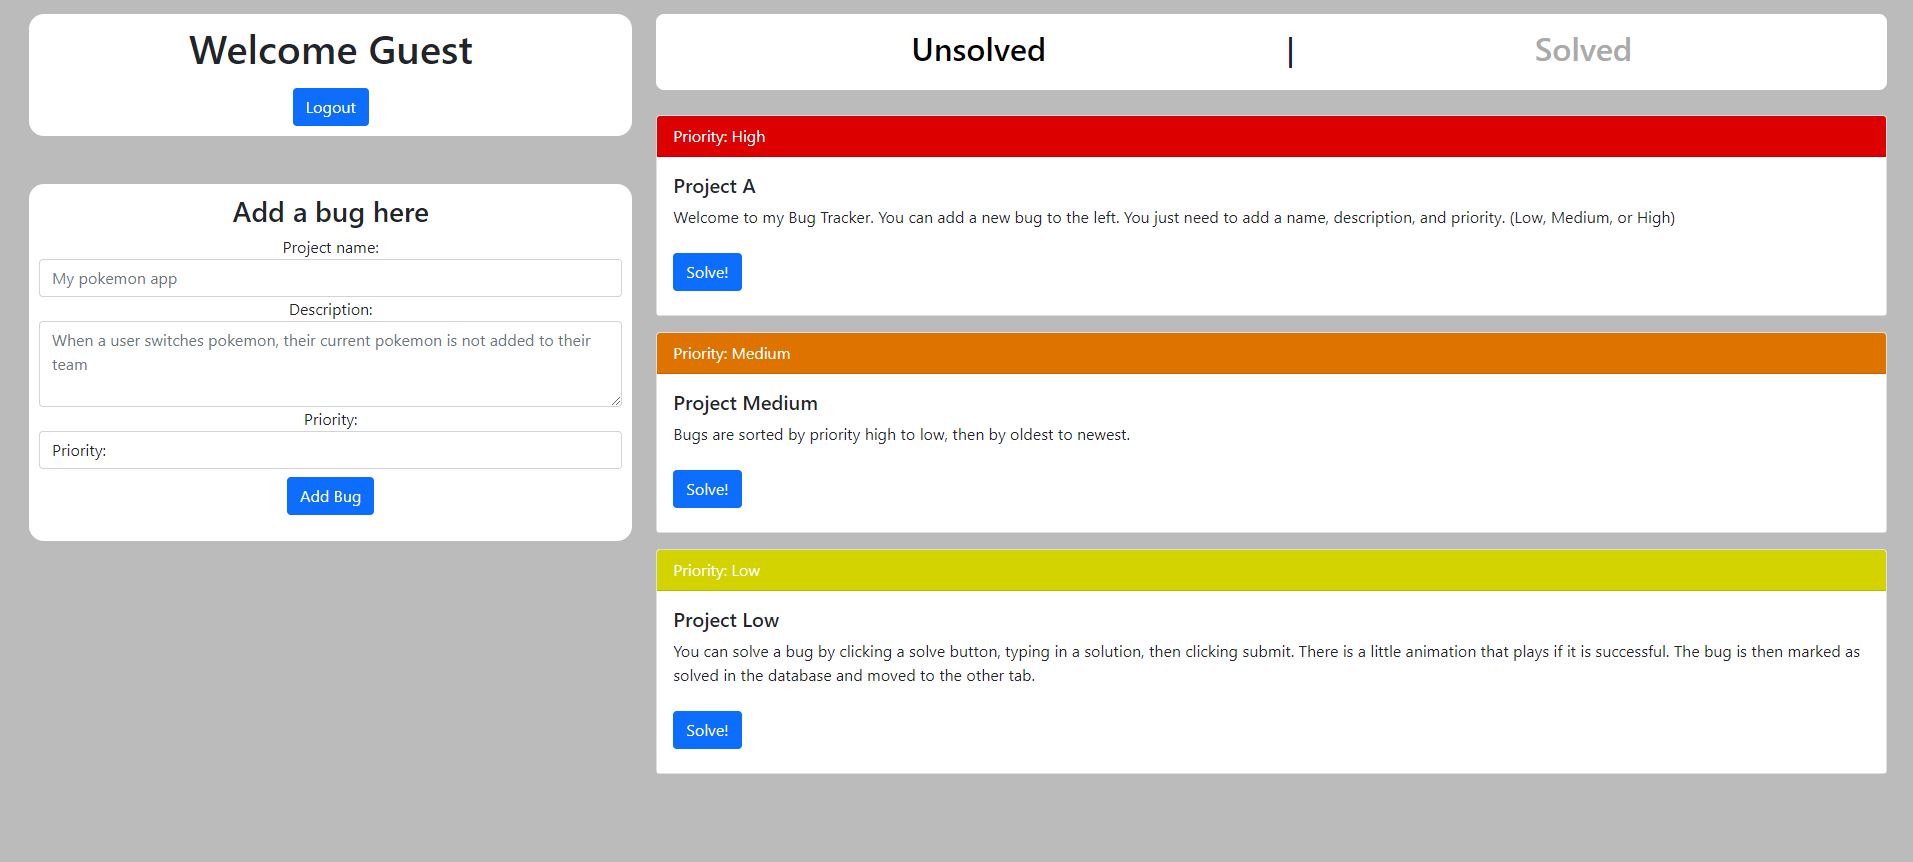 Welcome Guest
Logout
Add a bug here
Project name:
My pokemon app
Description:
When a user switches pokemon, their current pokemon is not added to their
team
Priority:
Priority:
Add Bug
Unsolved | Solved
Priority: High
Project A
Welcome to my Bug Tracker. You can add a new bug to the left. You just need to add a name, description, and priority. (Low, Medium, or High)
Solve!
Priority: Medium
Project Medium
Bugs are sorted by priority high to low, then by oldest to newest.
Solve!
Priority: Low
Project Low
You can solve a bug by clicking a solve button, typing in a solution, then clicking submit. There is a little animation that plays if it is successful. The bug is then marked as
solved in the database and moved to the other tab.
Solve!